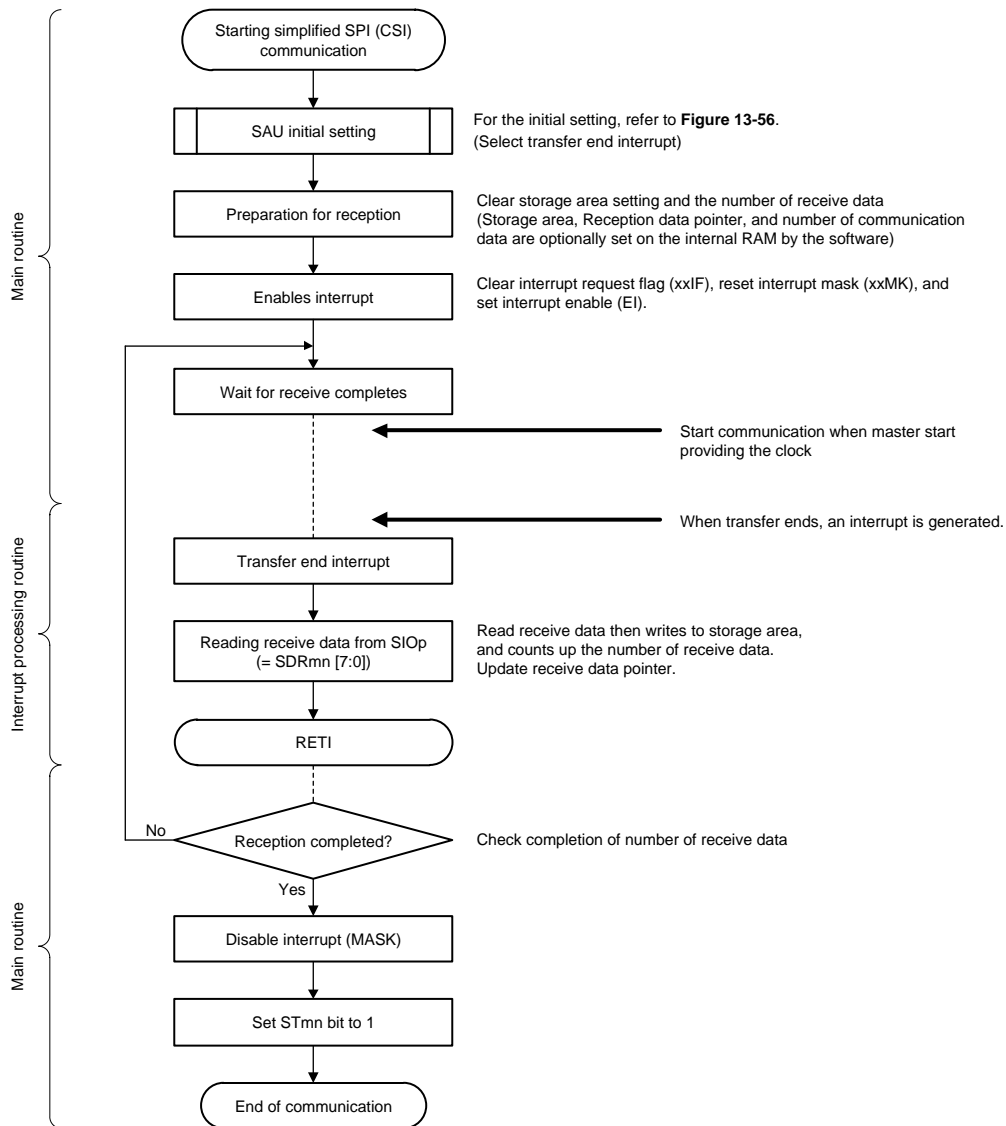 Starting simplified SPI (CSI)
communication
SAU initial setting
For the initial setting, refer to Figure 13-56.
(Select transfer end interrupt)
Preparation for reception
Clear storage area setting and the number of receive data
(Storage area, Reception data pointer, and number of communication
data are optionally set on the internal RAM by the software)
Main routine
Enables interrupt
Clear interrupt request flag (xxIF), reset interrupt mask (xxMK), and
set interrupt enable (EI).
Wait for receive completes
Start communication when master start
providing the clock
When transfer ends, an interrupt is generated.
Transfer end interrupt
Interrupt processing routine
Reading receive data from SIOp
(= SDRmn [7:0])
Read receive data then writes to storage area,
and counts up the number of receive data.
Update receive data pointer.
RETI
No
Reception completed?
Check completion of number of receive data
Yes
Main routine
Disable interrupt (MASK)
Set STmn bit to 1
End of communication